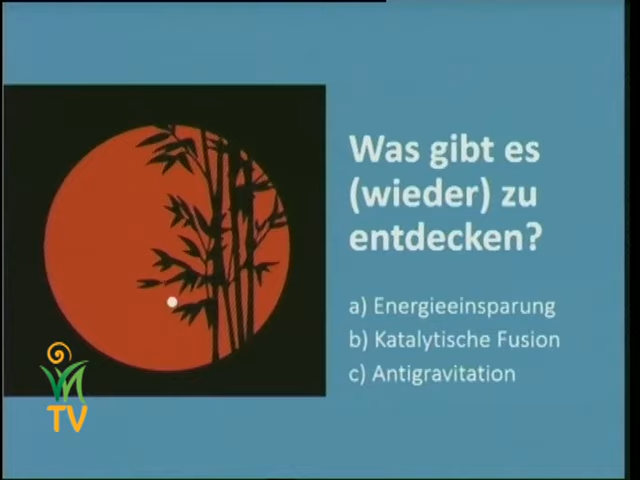 Was gibt es
(wieder) zu
entdecken?
a) Energieeinsparung
b) Katalytische Fusion
c) Antigravitation
TV